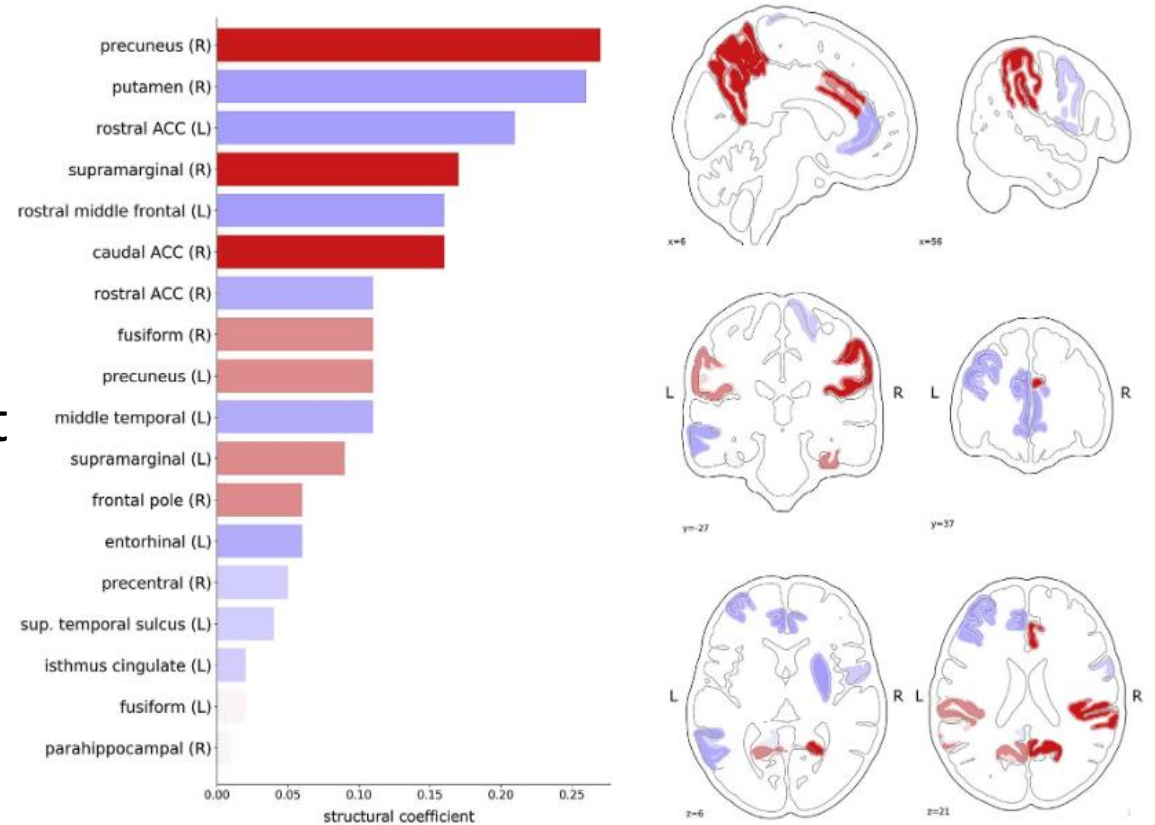 precuneus (R)
putamen (R)
rostral ACC (L)
supramarginal (R)
rostral middle frontal (L)
caudal ACC (R)
rostral ACC (R)
fusiform (R)
precuneus (L)
middle temporal (L)
supramarginal (L)
frontal pole (R)
entorhinal (L)
precentral (R)
sup. temporal sulcus (L)
isthmus cingulate (L)
fusiform (L)
parahippocampal (R)
0.00 0.05 0.10 0.15 0.20 0.25
structural coefficient
t
x=6 x=56
L R L R
y=-27 y=37
L R L R
z=6 z=21